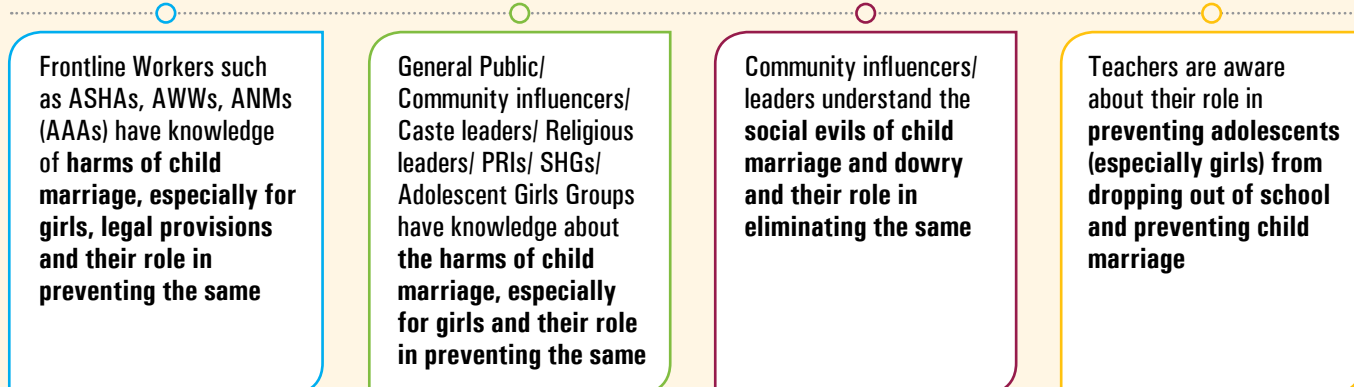 Frontline Workers such
as ASHAs, AWWs, ANMs
(AAAs) have knowledge
of harms of child
marriage, especially for
girls, legal provisions
and their role in
preventing the same
General Public/
Community influencers/
Caste leaders/ Religious
leaders/ PRIs/ SHGs/
Adolescent Girls Groups
have knowledge about
the harms of child
marriage, especially
for girls and their role
in preventing the same
Community influencers/
leaders understand the
social evils of child
marriage and dowry
and their role in
eliminating the same
Teachers are aware
about their role in
preventing adolescents
(especially girls) from
dropping out of school
and preventing child
marriage